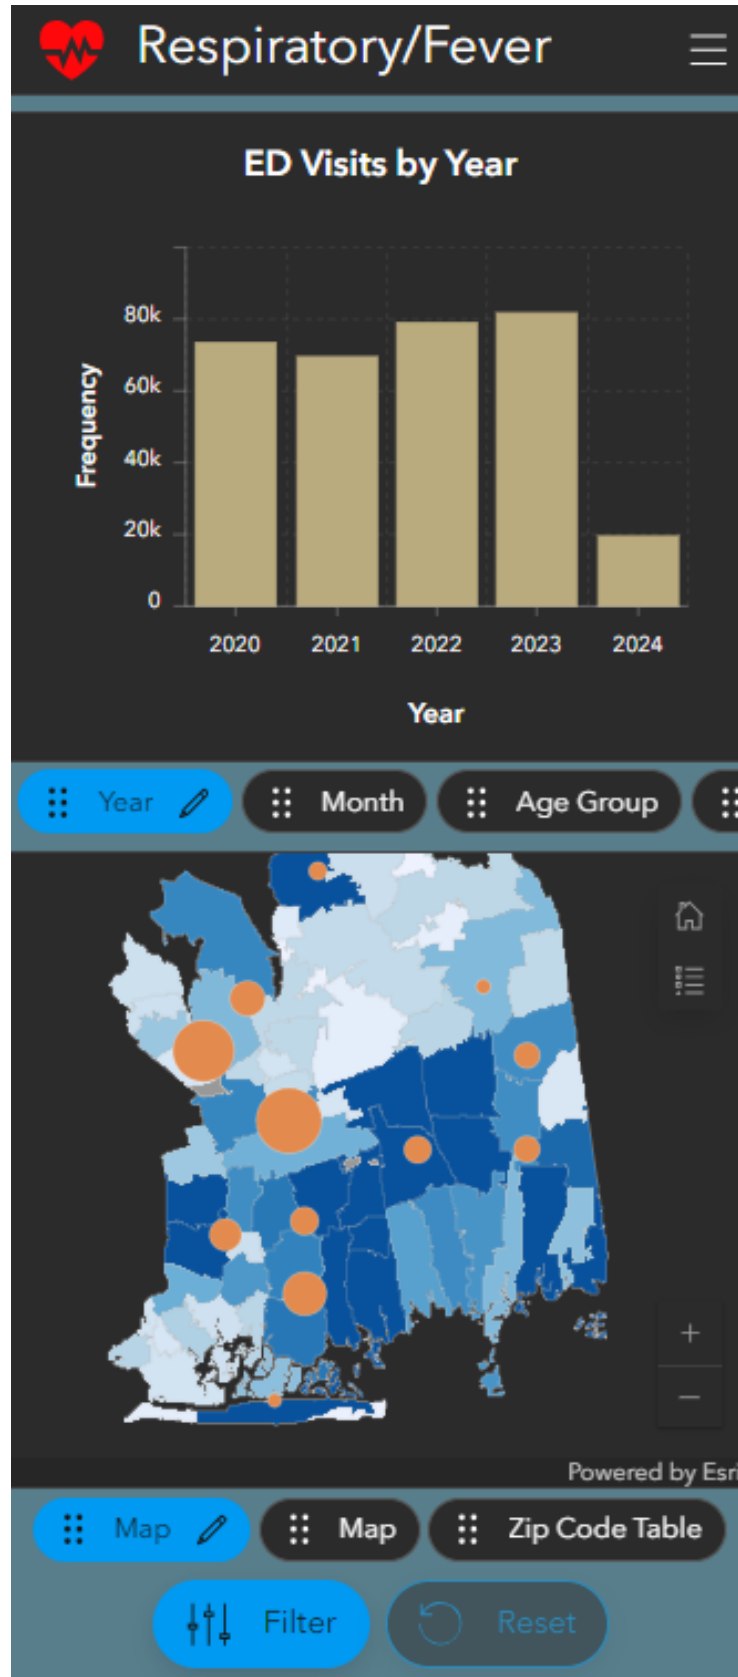 Respiratory/Fever
ED Visits by Year
80k
60k
40k
20k
0
Frequency
2020 2021 2022 2023 2024
Year
Year Month Age Group
Powered by Esri
Map Map Zip Code Table
Filter Reset